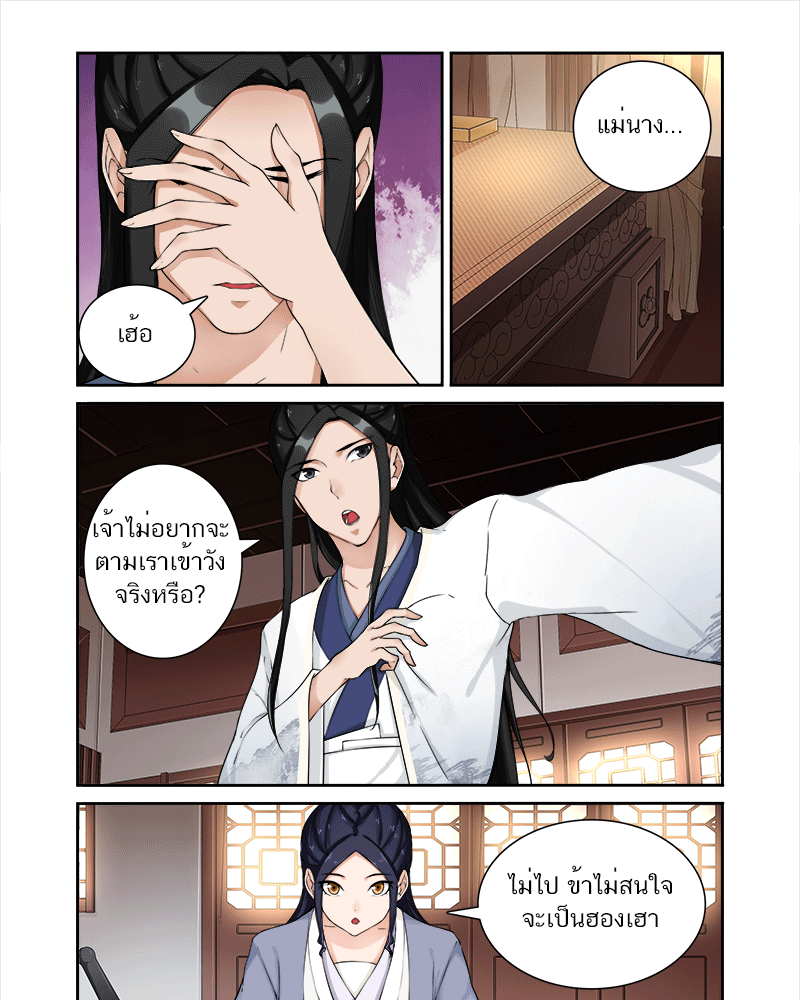 เฮ้อ
แม่นาง...
เจ้าไม่อยากจะ
ตามเราเข้าวัง
จริงหรือ?
ไม่ไป ข้าไม่สนใจ
จะเป็นฮองเฮา